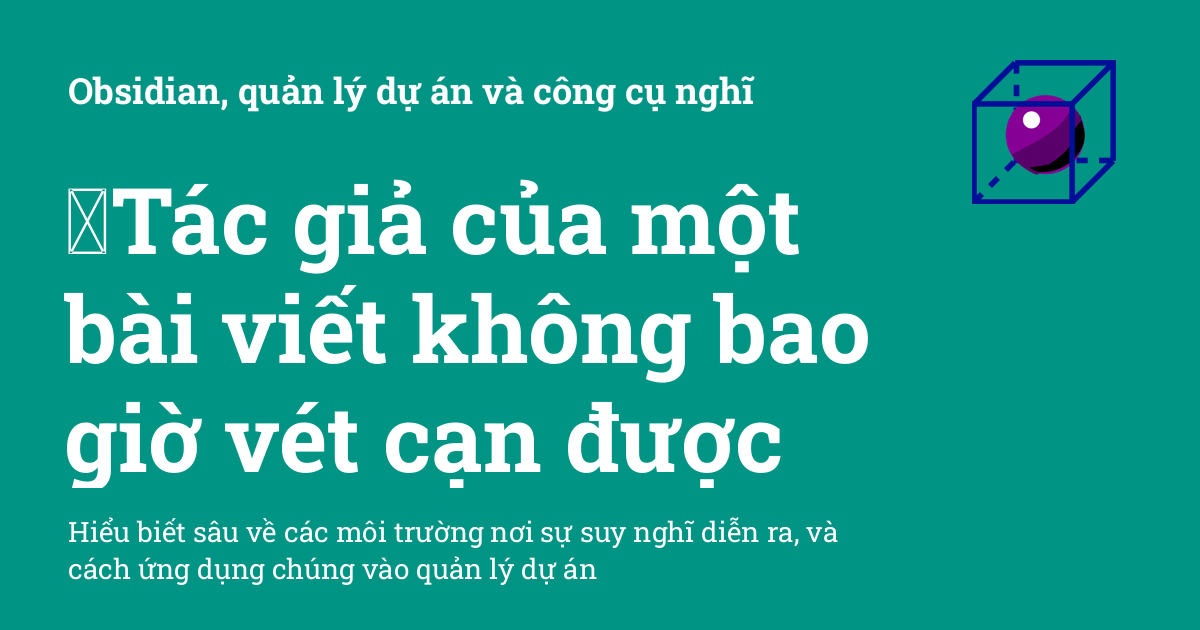 Obsidian, quản lý dự án và công cụ nghĩ
Tác giả của một
bài viết không bao
giờ vét cạn được
Hiểu biết sâu về các môi trường nơi sự suy nghĩ diễn ra, và
cách ứng dụng chúng vào quản lý dự án